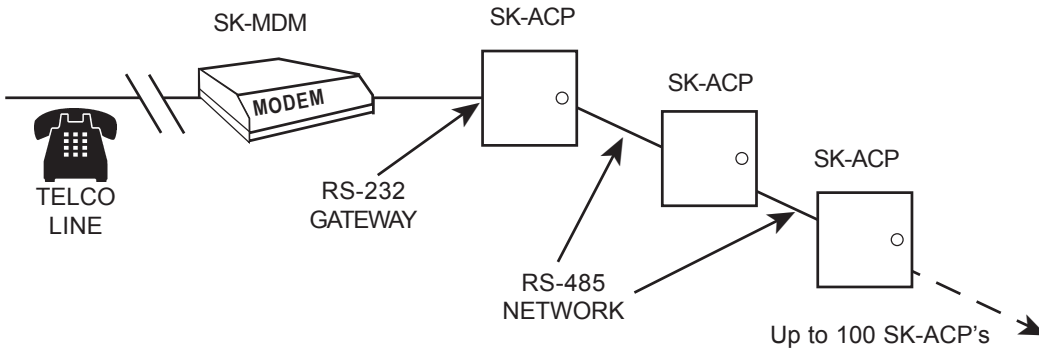 SK-MDM
SK-ACP
SK-ACP
SK-ACP
MODEM
TELCO
LINE
RS-232
GATEWAY
RS-485
NETWORK
Up to 100 SK-ACP's